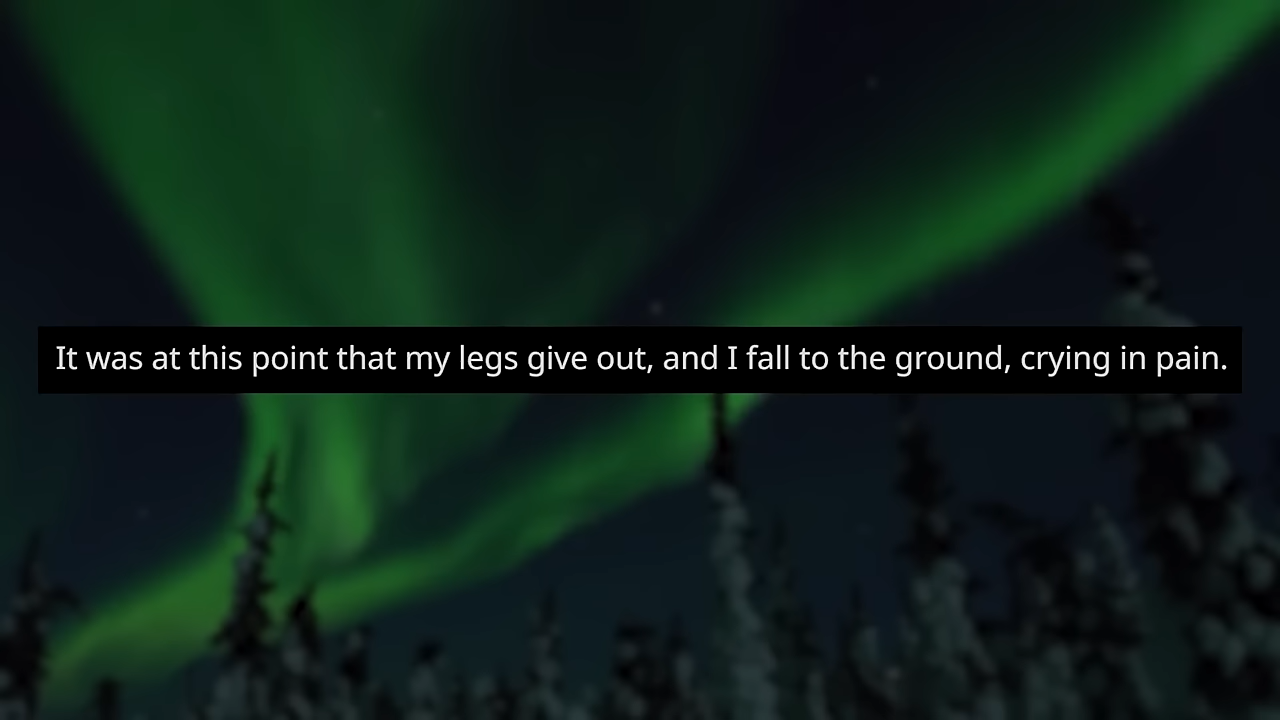 It was at this point that my legs give out, and I fall to the ground, crying in pain.